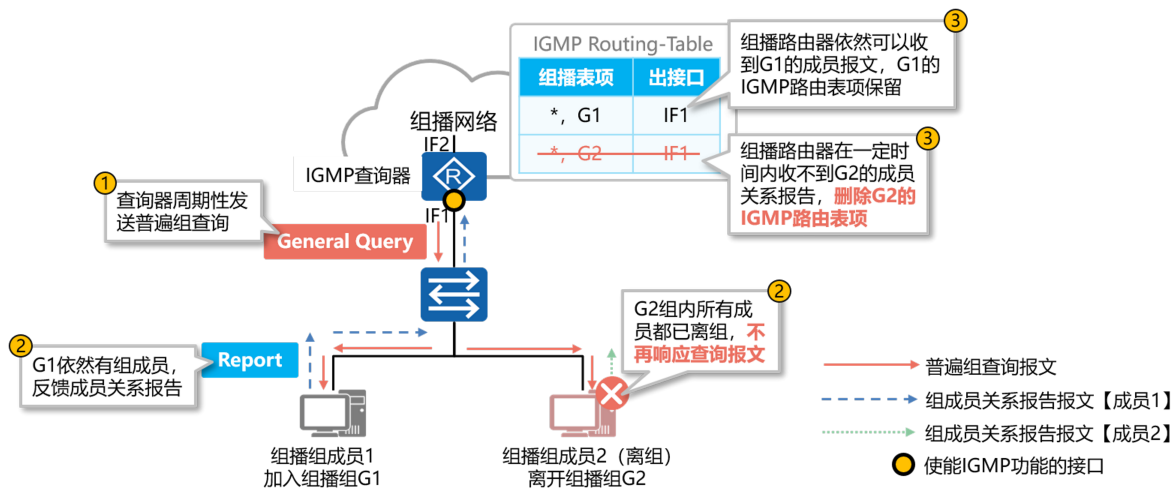 IGMP Routing-Table
组播表项 出接口
*，G1 IF1
*，G2 IF1
3
组播路由器依然可以收
到G1的成员报文，G1的
IGMP路由表项保留
3
组播路由器在一定时
间内收不到G2的成员
关系报告，删除G2的
IGMP路由表项
组播网络
IF2
IGMP查询器
R
IF1
1
查询器周期性发
送普遍组查询
General Query
2
G1依然有组成员，
反馈成员关系报告
Report
2
G2组内所有成
员都已离组，不
再响应查询报文
组播组成员1
加入组播组G1
组播组成员2（离组）
离开组播组G2
普遍组查询报文
组成员关系报告报文【成员1】
组成员关系报告报文【成员2】
使能IGMP功能的接口